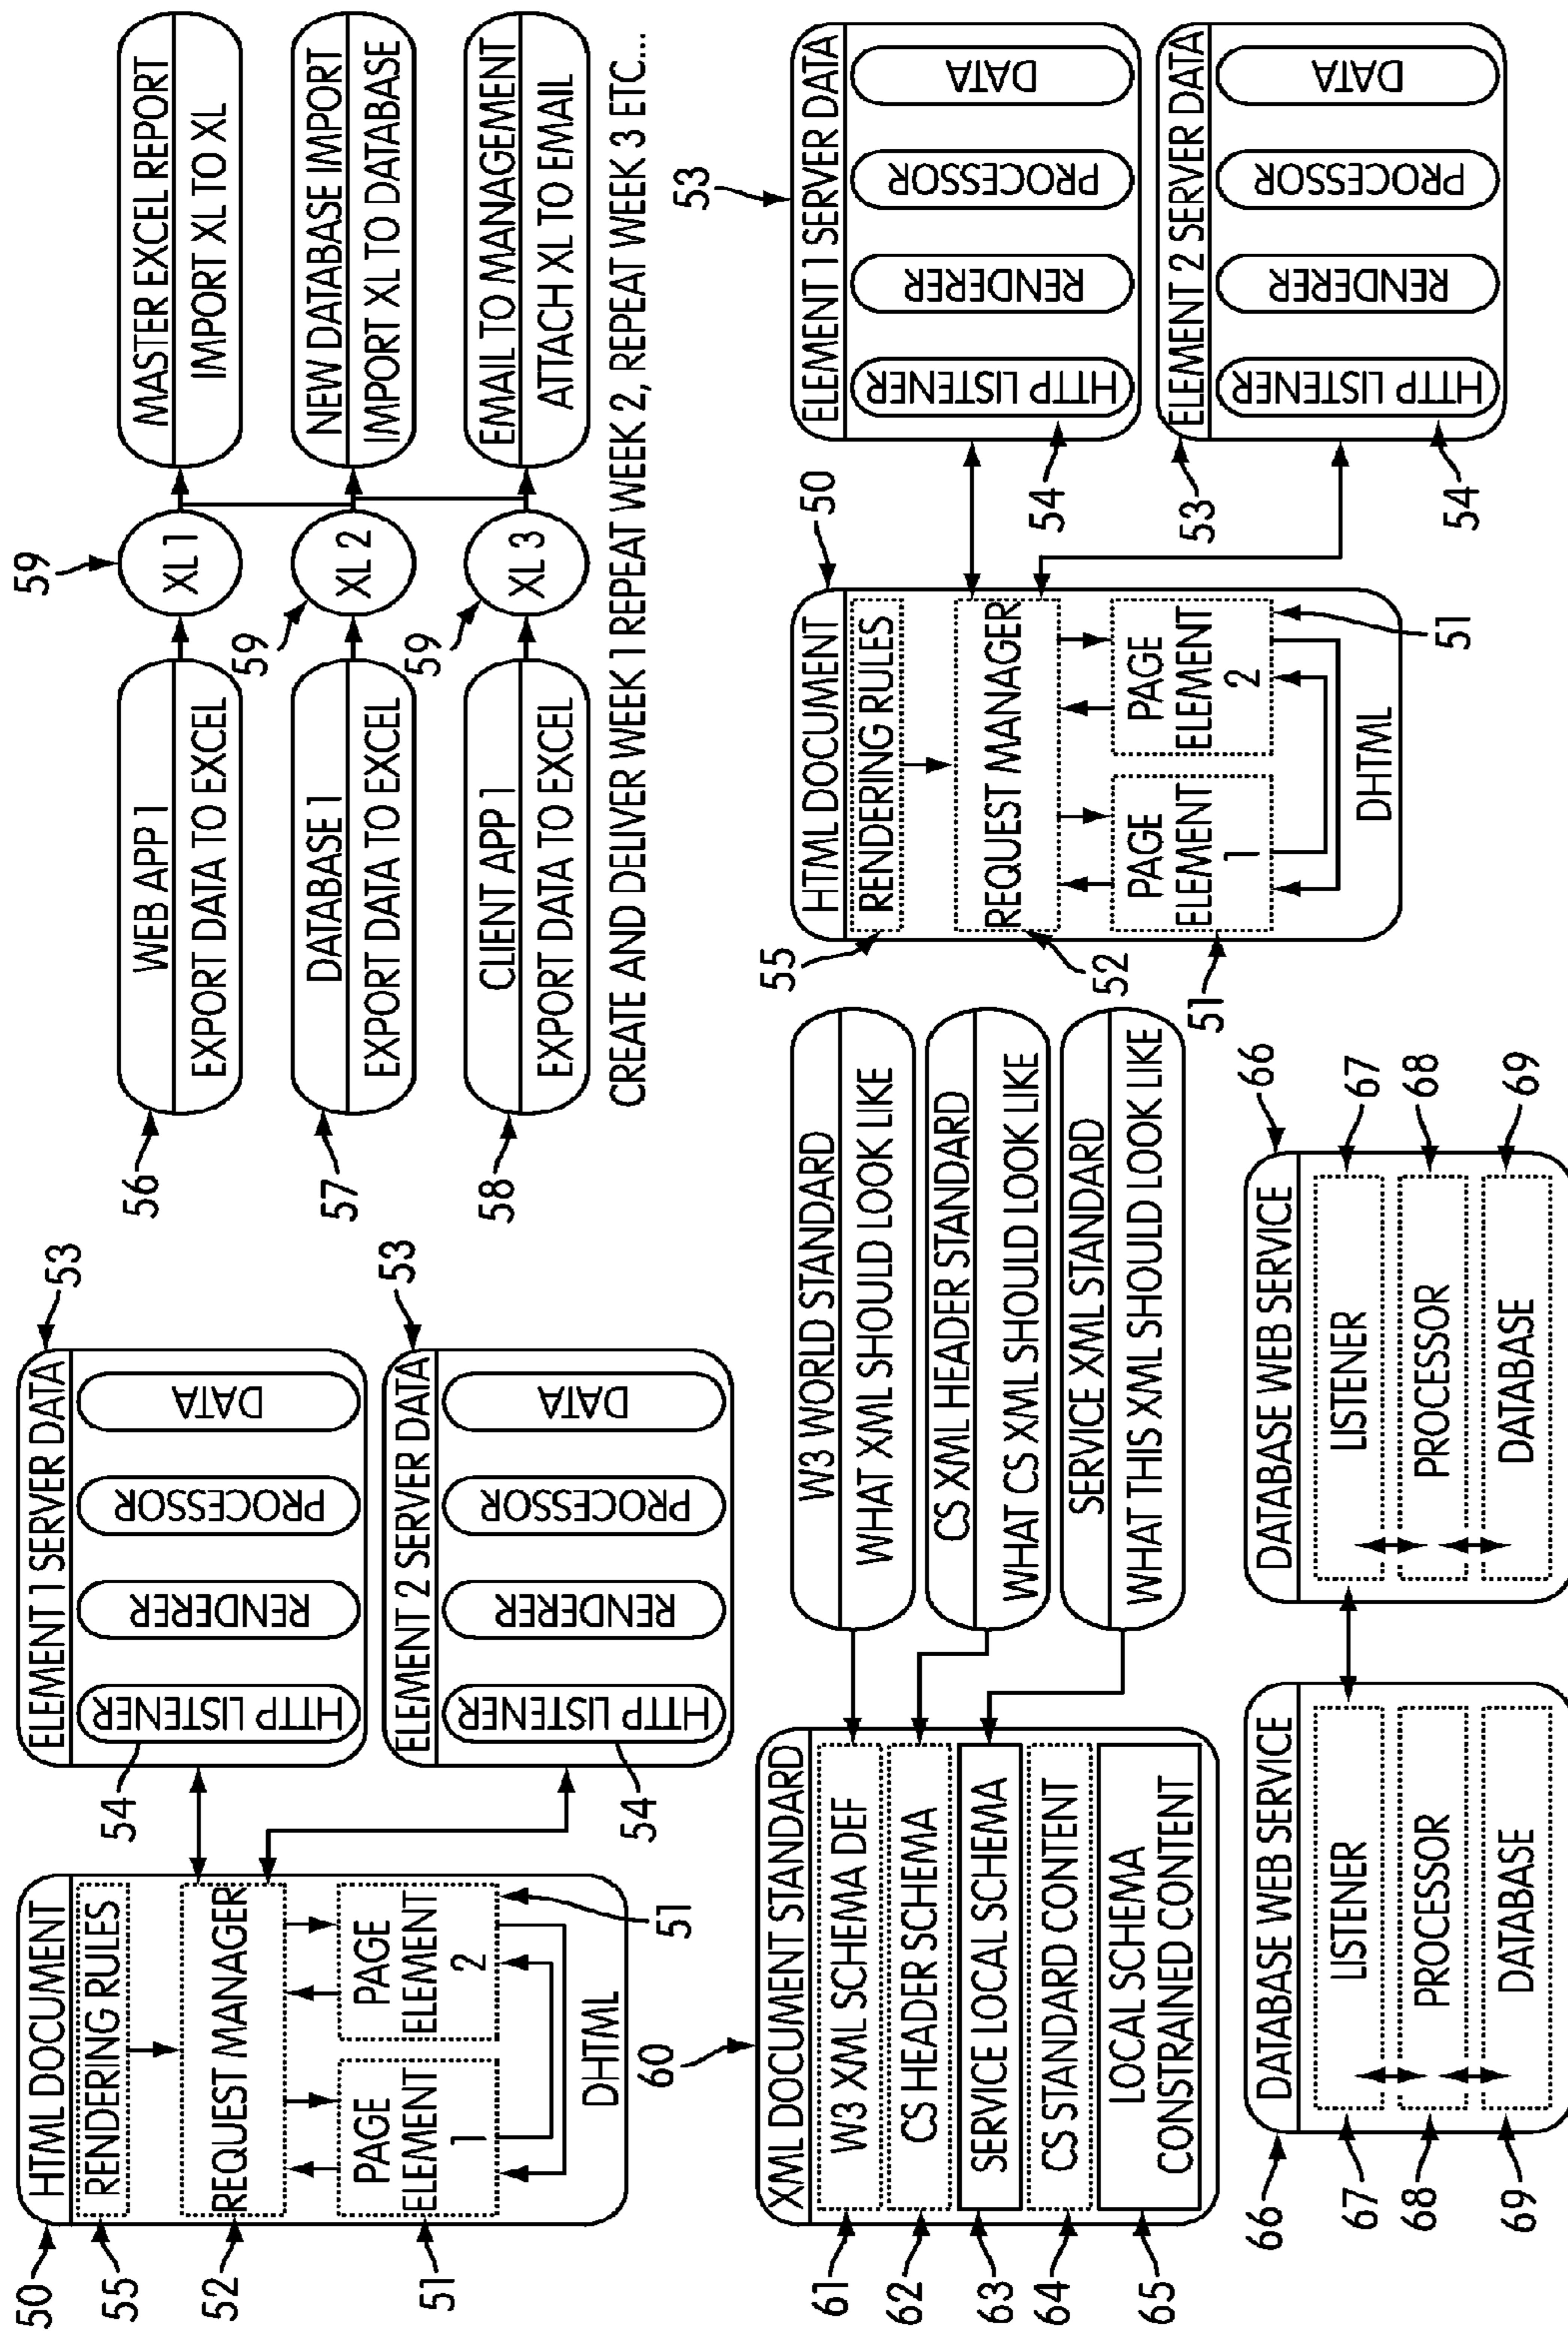 50
HTML DOCUMENT
55
RENDERING RULES
52
REQUEST MANAGER
51
PAGE
ELEMENT
1
PAGE
ELEMENT
2
51
DHTML
53
ELEMENT 1 SERVER DATA
54
HTTP LISTENER
RENDERER
PROCESSOR
DATA
53
ELEMENT 2 SERVER DATA
54
HTTP LISTENER
RENDERER
PROCESSOR
DATA
56
WEB APP 1
EXPORT DATA TO EXCEL
59
XL 1
MASTER EXCEL REPORT
IMPORT XL TO XL
57
DATABASE 1
EXPORT DATA TO EXCEL
59
XL 2
NEW DATABASE IMPORT
IMPORT XL TO DATABASE
58
CLIENT APP 1
EXPORT DATA TO EXCEL
59
XL 3
EMAIL TO MANAGEMENT
ATTACH XL TO EMAIL
CREATE AND DELIVER WEEK 1 REPEAT WEEK 2, REPEAT WEEK 3 ETC...
60
XML DOCUMENT STANDARD
61
W3 XML SCHEMA DEF
62
CS HEADER SCHEMA
63
SERVICE LOCAL SCHEMA
64
CS STANDARD CONTENT
65
LOCAL SCHEMA
CONSTRAINED CONTENT
W3 WORLD STANDARD
WHAT XML SHOULD LOOK LIKE
CS XML HEADER STANDARD
WHAT CS XML SHOULD LOOK LIKE
SERVICE XML STANDARD
WHAT THIS XML SHOULD LOOK LIKE
50
HTML DOCUMENT
55
RENDERING RULES
52
REQUEST MANAGER
51
PAGE
ELEMENT
1
PAGE
ELEMENT
2
51
DHTML
53
ELEMENT 1 SERVER DATA
54
HTTP LISTENER
RENDERER
PROCESSOR
DATA
53
ELEMENT 2 SERVER DATA
54
HTTP LISTENER
RENDERER
PROCESSOR
DATA
66
DATABASE WEB SERVICE
67
LISTENER
68
PROCESSOR
69
DATABASE
66
DATABASE WEB SERVICE
67
LISTENER
68
PROCESSOR
69
DATABASE